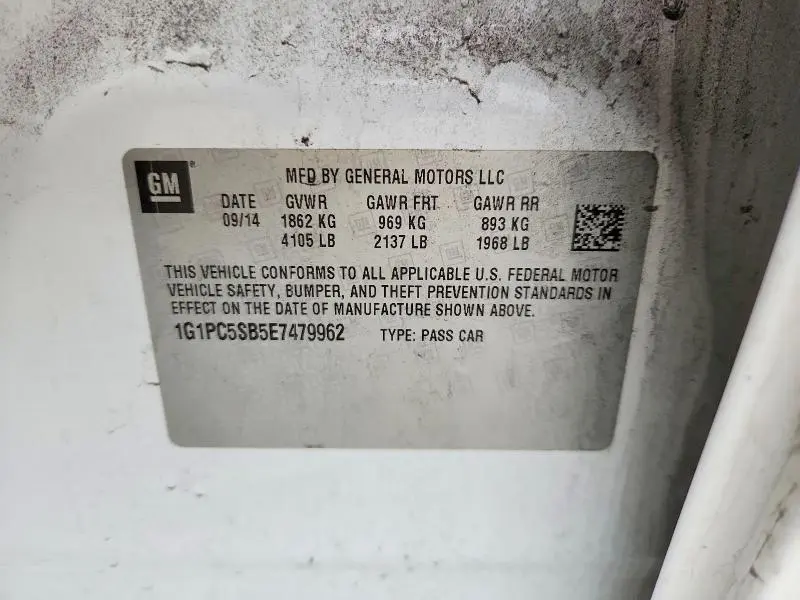 GM
MFD BY GENERAL MOTORS LLC
DATE GVWR GAWR FRT GAWR RR
09/14 1862 KG 969 KG 893 KG
4105 LB 2137 LB 1968 LB
THIS VEHICLE CONFORMS TO ALL APPLICABLE U.S. FEDERAL MOTOR
VEHICLE SAFETY, BUMPER, AND THEFT PREVENTION STANDARDS IN
EFFECT ON THE DATE OF MANUFACTURE SHOWN ABOVE.
1G1PC5SB5E7479962 TYPE: PASS CAR